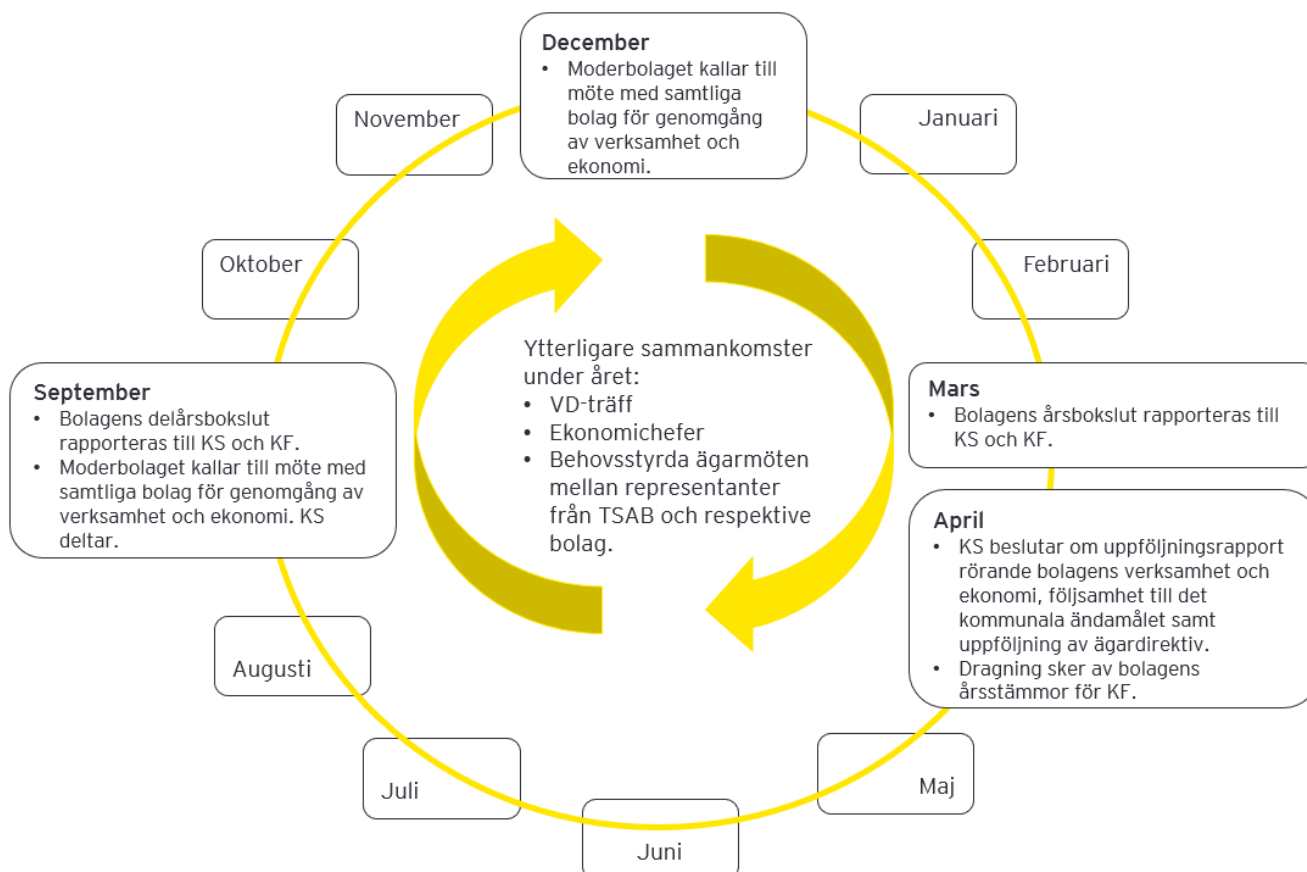 December
• Moderbolaget kallar till
möte med samtliga
bolag för genomgång
av verksamhet och
ekonomi.
Januari
Februari
Mars
• Bolagens årsbokslut rapporteras till
KS och KF.
April
• KS beslutar om uppföljningsrapport
rörande bolagens verksamhet och
ekonomi, följsamhet till det
kommunala ändamålet samt
uppföljning av ägardirektiv.
• Dragning sker av bolagens
årsstämmor för KF.
Maj
Juni
Juli
Augusti
September
• Bolagens delårsbokslut
rapporteras till KS och KF.
• Moderbolaget kallar till möte med
samtliga bolag för genomgång av
verksamhet och ekonomi. KS
deltar.
Oktober
November
Ytterligare sammankomster
under året:
• VD-träff
• Ekonomichefer
• Behovsstyrda ägarmöten
mellan representanter
från TSAB och respektive
bolag.